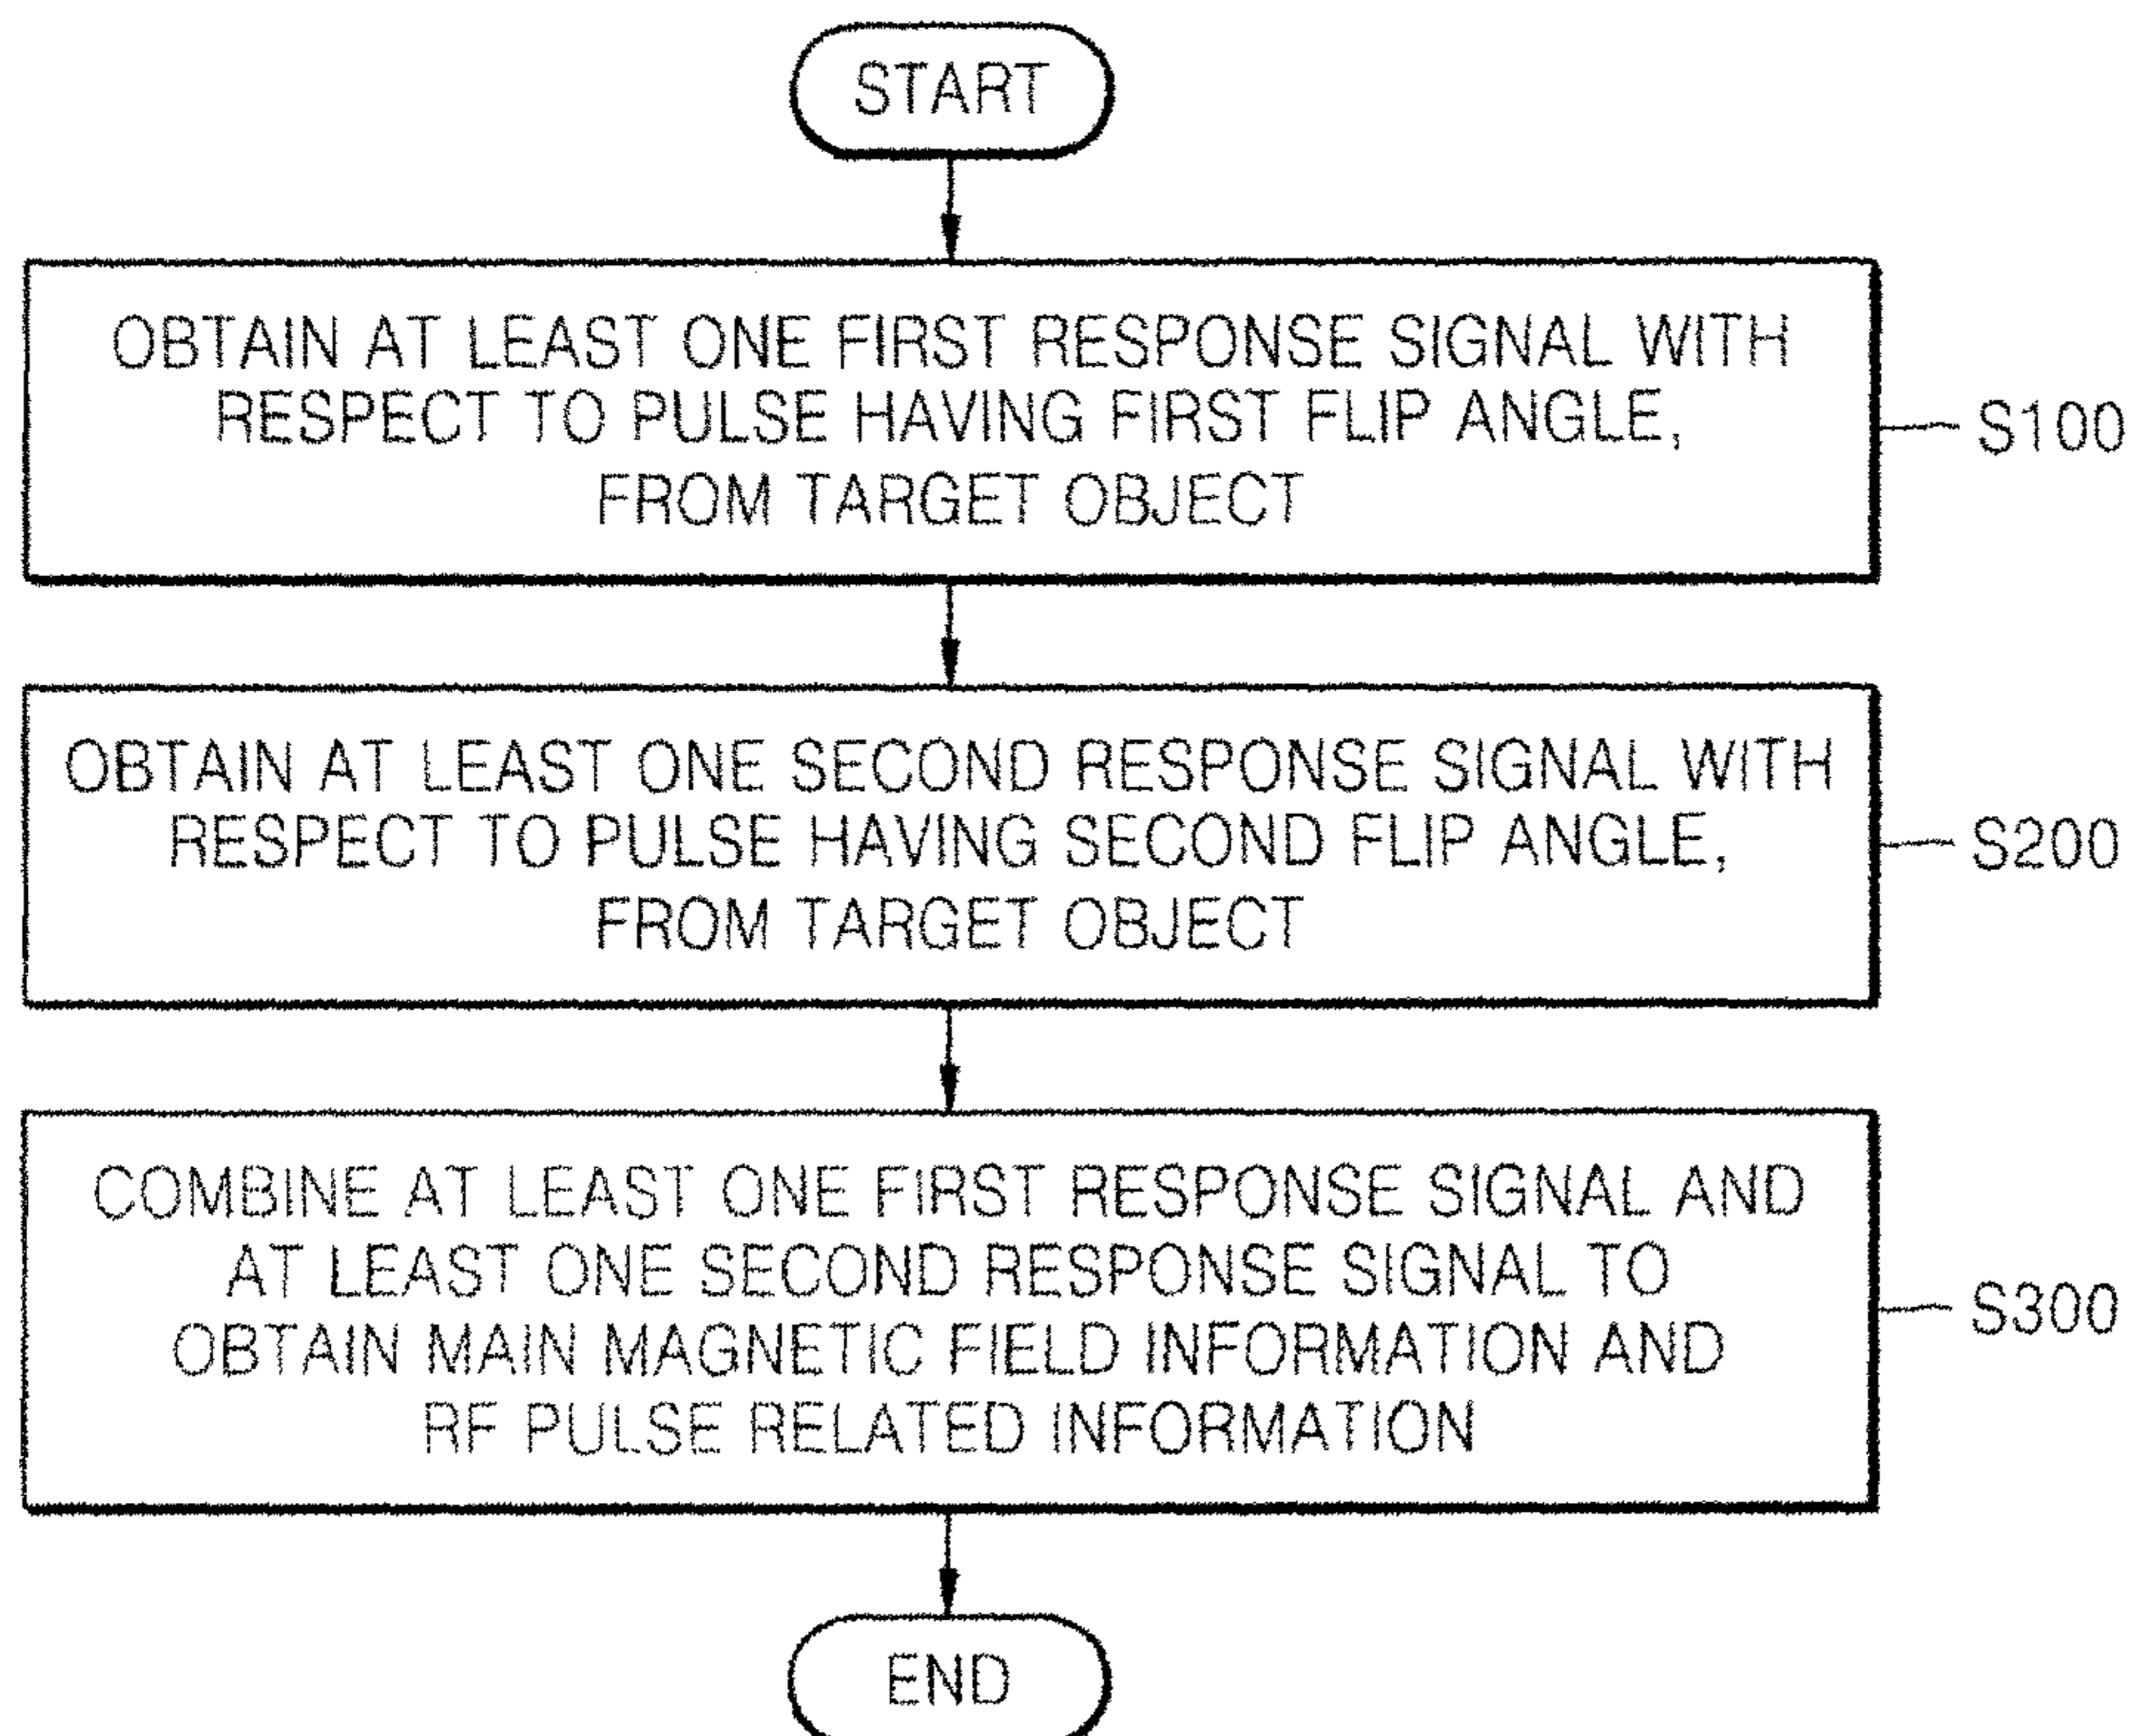 START
OBTAIN AT LEAST ONE FIRST RESPONSE SIGNAL WITH
RESPECT TO PULSE HAVING FIRST FLIP ANGLE,
FROM TARGET OBJECT
S100
OBTAIN AT LEAST ONE SECOND RESPONSE SIGNAL WITH
RESPECT TO PULSE HAVING SECOND FLIP ANGLE,
FROM TARGET OBJECT
S200
COMBINE AT LEAST ONE FIRST RESPONSE SIGNAL AND
AT LEAST ONE SECOND RESPONSE SIGNAL TO
OBTAIN MAIN MAGNETIC FIELD INFORMATION AND
RF PULSE RELATED INFORMATION
S300
END